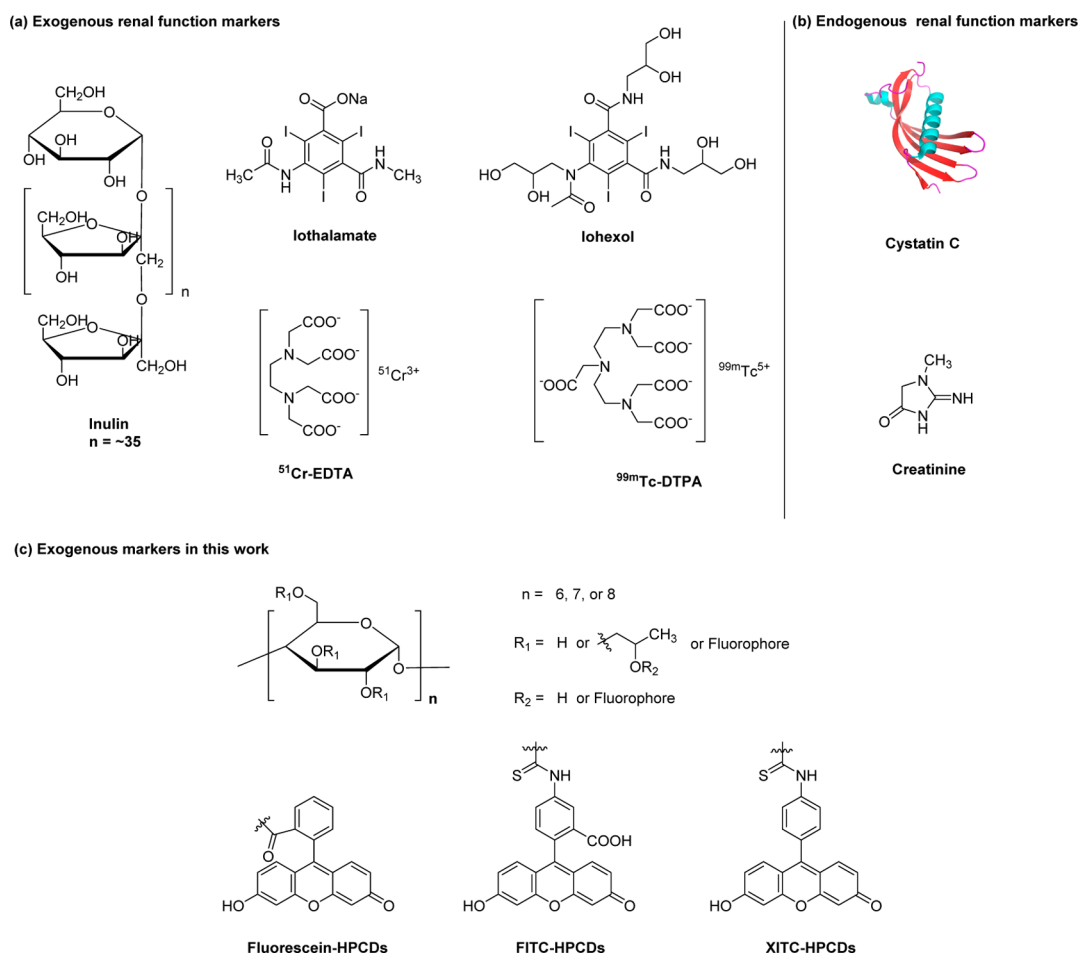 (a) Exogenous renal function markers
(b) Endogenous  renal function markers
CH₂OH
O
OH
HO
OH
O
CH₂OH
O
OH
CH₂
OH
n
O
CH₂OH
O
OH
CH₂OH
OH
Inulin
n = ~35
O
ONa
I
I
O
H₃C
NH
I
HN
CH₃
O
Iothalamate
OH
OH
O
NH
I
I
OH
HO
OH
N
I
HN
OH
OH
O
O
Iohexol
Cystatin C
COO⁻
N
COO⁻
N
COO⁻
COO⁻
⁵¹Cr³⁺
⁵¹Cr-EDTA
COO⁻
N
COO⁻
N
⁻OOC
COO⁻
N
COO⁻
⁹⁹ᵐTc⁵⁺
⁹⁹ᵐTc-DTPA
CH₃
N
NH
O
NH
Creatinine
(c) Exogenous markers in this work
R₁O
O
OR₁
OR₁
O
n
n = 6, 7, or 8
R₁ = H or CH₃ or Fluorophore
OR₂
R₂ = H or Fluorophore
O
HO
O
O
Fluorescein-HPCDs
S
NH
COOH
HO
O
O
FITC-HPCDs
S
NH
HO
O
O
XITC-HPCDs